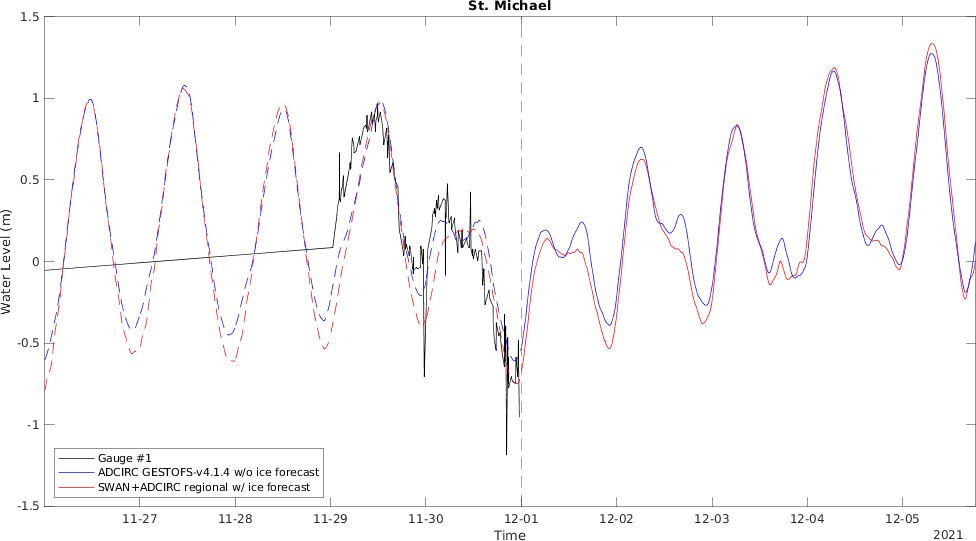 St. Michael
1.5
1
0.5
0
-0.5
-1
-1.5
Water Level (m)
Gauge #1
ADCIRC GESTOFS-v4.1.4 w/o ice forecast
SWAN+ADCIRC regional w/ ice forecast
11-27 11-28 11-29 11-30 12-01 12-02 12-03 12-04 12-05
Time
2021